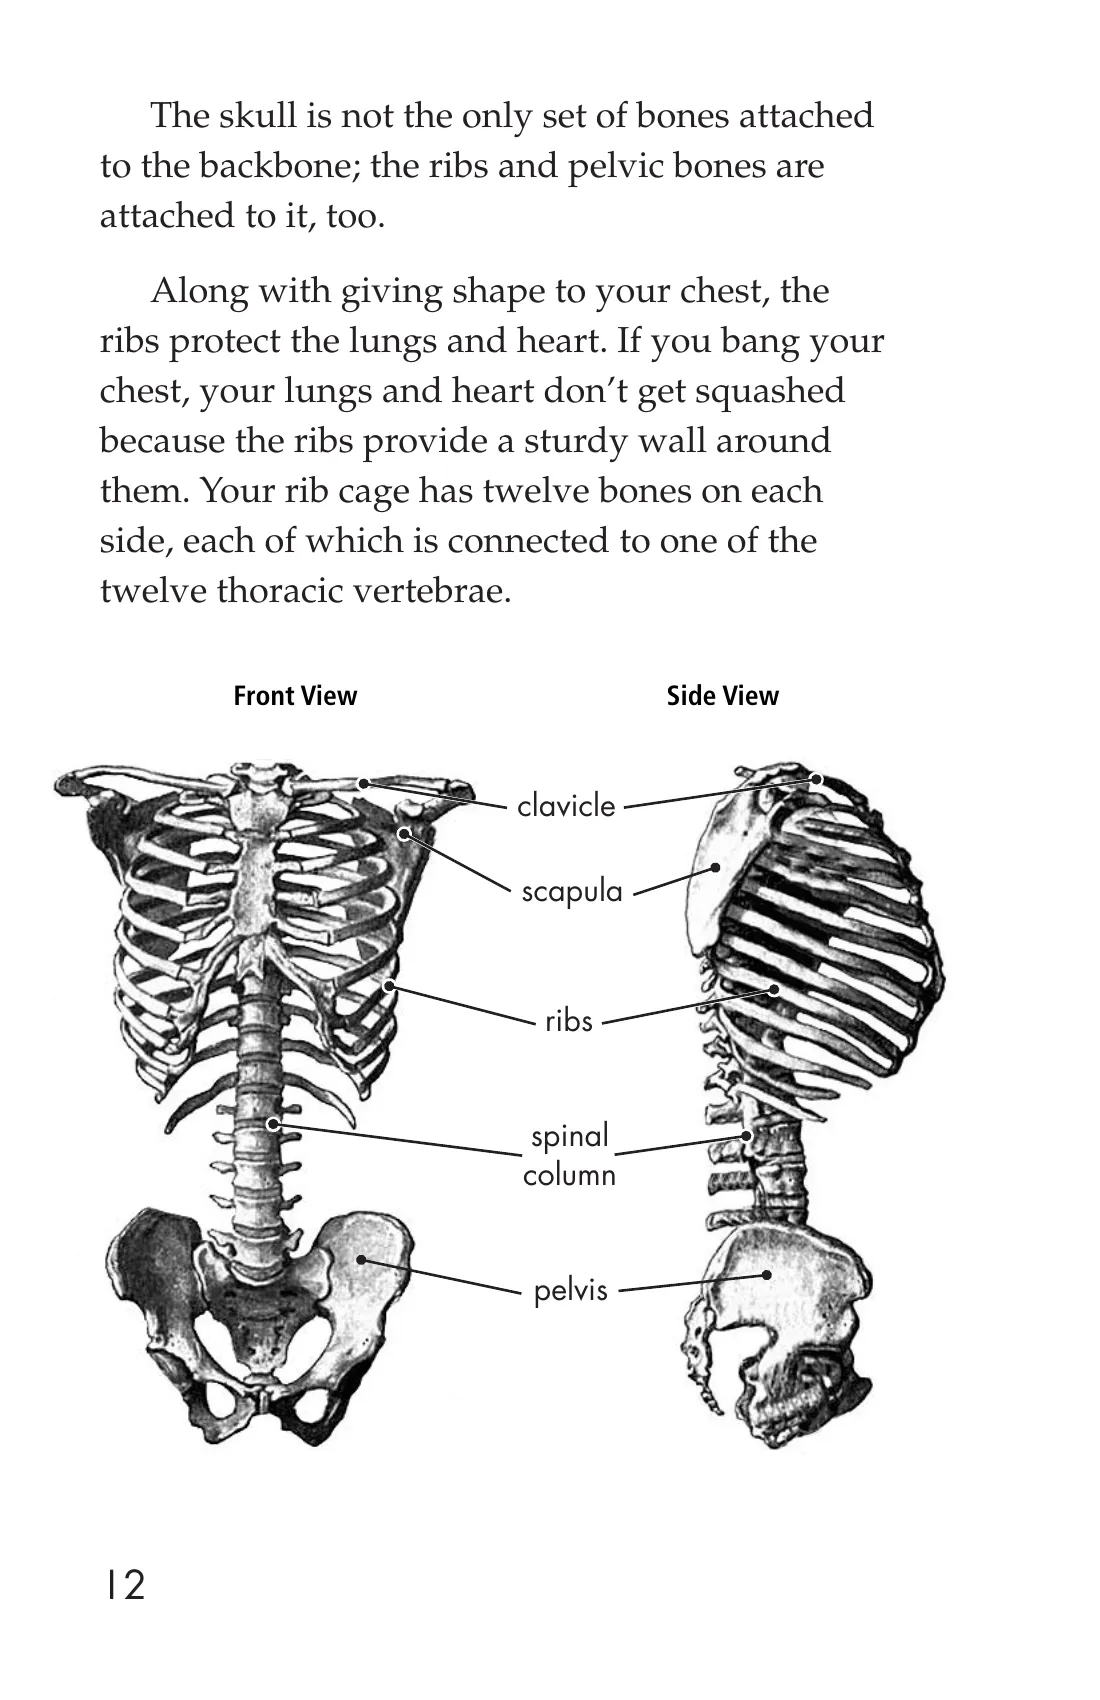 The skull is not the only set of bones attached
to the backbone; the ribs and pelvic bones are
attached to it, too.
Along with giving shape to your chest, the
ribs protect the lungs and heart. If you bang your
chest, your lungs and heart don’t get squashed
because the ribs provide a sturdy wall around
them. Your rib cage has twelve bones on each
side, each of which is connected to one of the
twelve thoracic vertebrae.
Front View
Side View
clavicle
scapula
ribs
spinal
column
pelvis
12